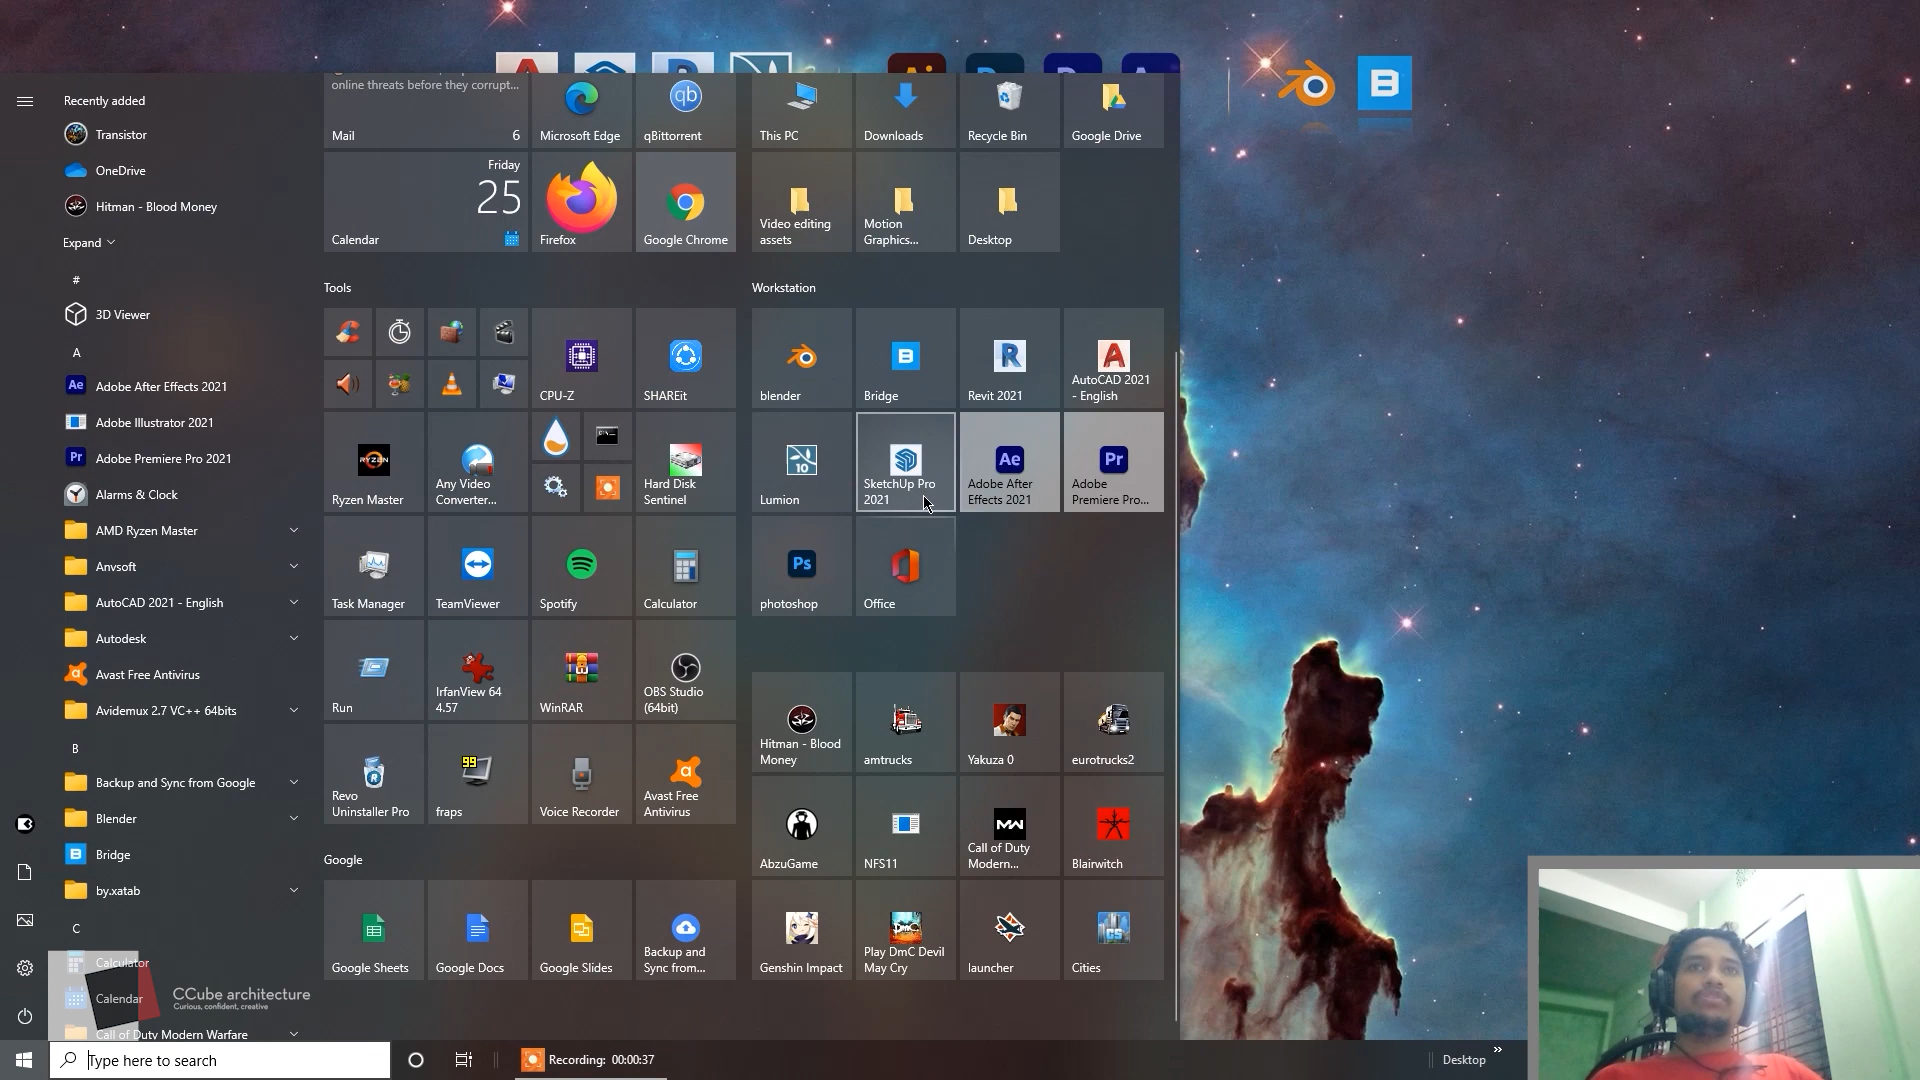 Recently added
Transistor
OneDrive
Hitman - Blood Money
Expand
#
3D Viewer
A
Adobe After Effects 2021
Adobe Illustrator 2021
Adobe Premiere Pro 2021
Alarms & Clock
AMD Ryzen Master
Anvsoft
AutoCAD 2021 - English
Autodesk
Avast Free Antivirus
Avidemux 2.7 VC++ 64bits
B
Backup and Sync from Google
Blender
Bridge
by.xatab
C
Calculator
Calendar
Call of Duty Modern Warfare
CCube architecture
Curious, confident, creative
online threats before they corrupt...
Mail 6
Microsoft Edge
qBittorrent
Friday
25
Calendar
Firefox
Google Chrome
This PC
Downloads
Recycle Bin
Google Drive
Video editing
assets
Motion
Graphics...
Desktop
Tools
CPU-Z
SHAREit
Ryzen Master
Any Video
Converter...
Hard Disk
Sentinel
Task Manager
TeamViewer
Spotify
Calculator
Run
IrfanView 64
4.57
WinRAR
OBS Studio
(64bit)
Revo
Uninstaller Pro
fraps
Voice Recorder
Avast Free
Antivirus
Google
Google Sheets
Google Docs
Google Slides
Backup and
Sync from...
Workstation
blender
Bridge
Revit 2021
AutoCAD 2021
- English
Lumion
SketchUp Pro
2021
Adobe After
Effects 2021
Adobe
Premiere Pro...
photoshop
Office
Hitman - Blood
Money
amtrucks
Yakuza 0
eurotrucks2
AbzuGame
NFS11
Call of Duty
Modern...
Blairwitch
Genshin Impact
Play DmC Devil
May Cry
launcher
Cities
Type here to search
Recording: 00:00:37
Desktop